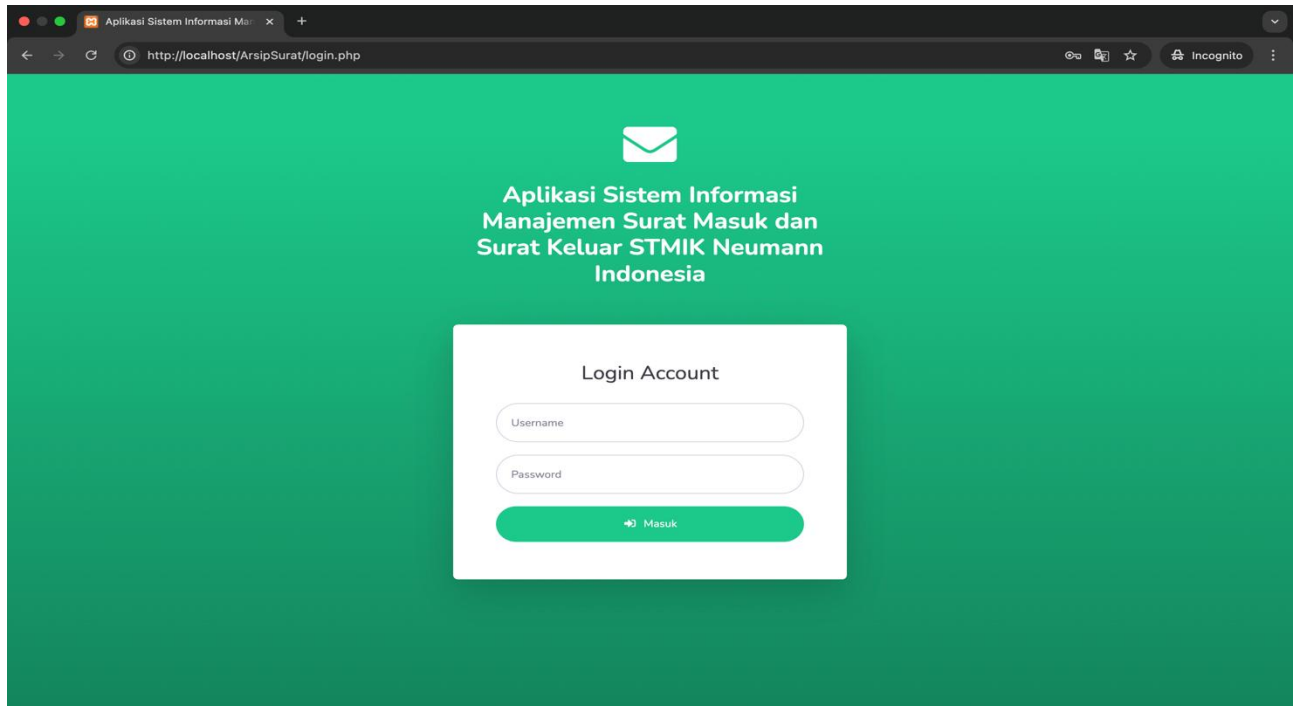 Aplikasi Sistem Informasi Mar
http://localhost/ArsipSurat/login.php
Incognito
Aplikasi Sistem Informasi
Manajemen Surat Masuk dan
Surat Keluar STMIK Neumann
Indonesia
Login Account
Username
Password
Masuk